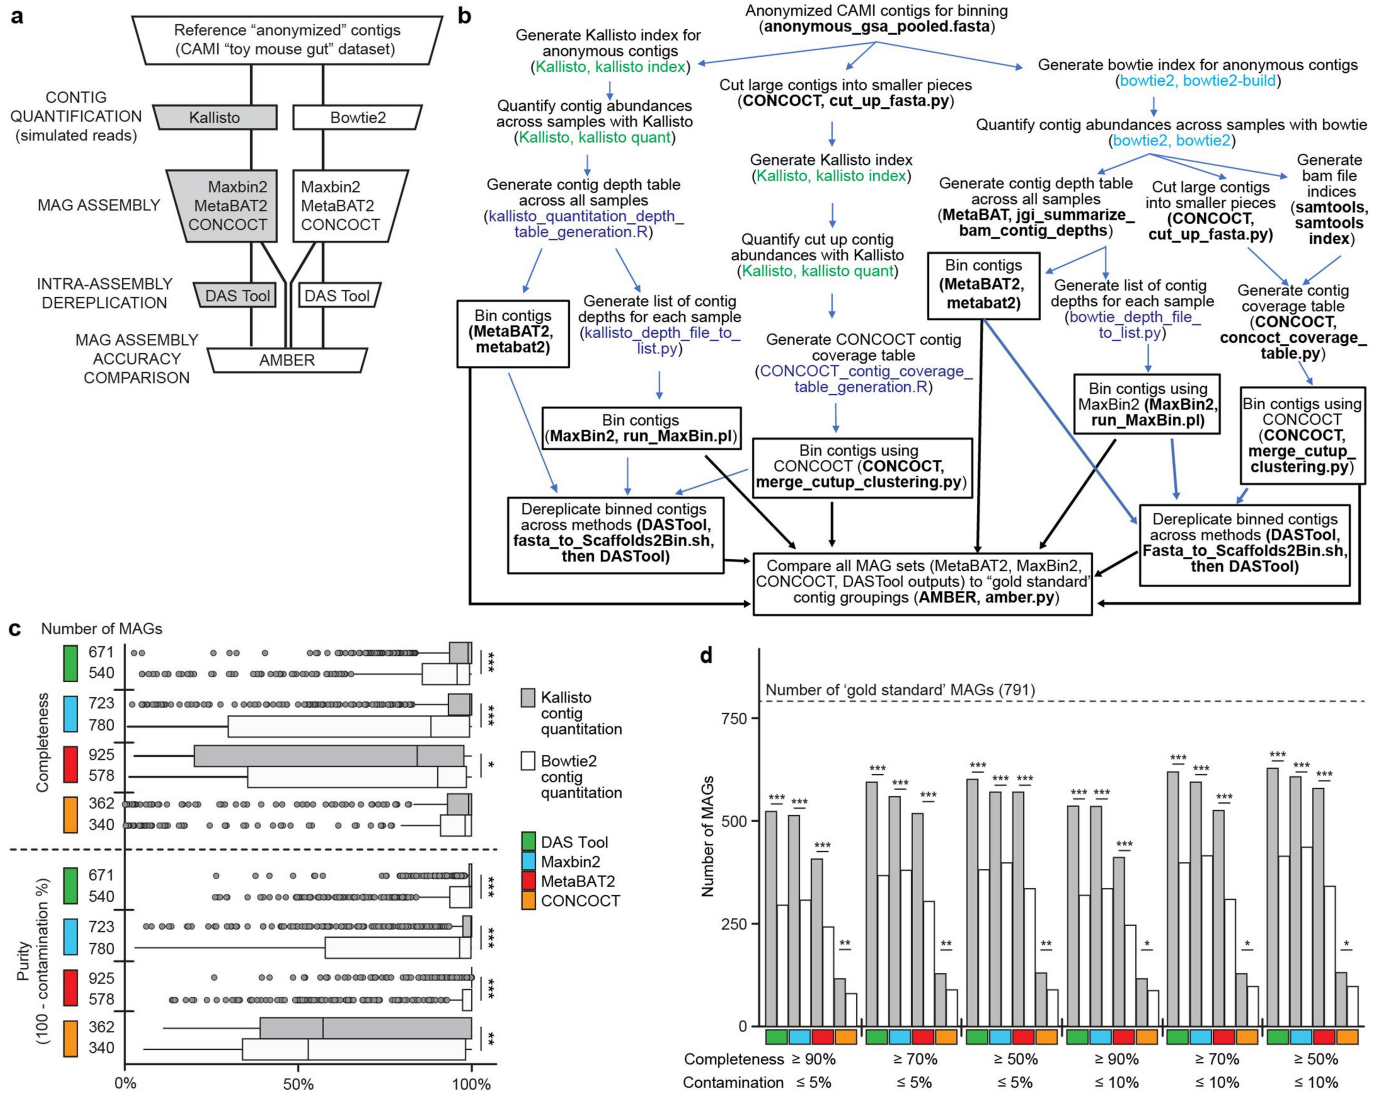 a
Reference “anonymized” contigs
(CAMI “toy mouse gut” dataset)
CONTIG
QUANTIFICATION
(simulated reads)
Kallisto
Bowtie2
MAG ASSEMBLY
Maxbin2
MetaBAT2
CONCOCT
Maxbin2
MetaBAT2
CONCOCT
INTRA-ASSEMBLY
DEREPLICATION
DAS Tool
DAS Tool
MAG ASSEMBLY
ACCURACY
COMPARISON
AMBER
b
Anonymized CAMI contigs for binning
(anonymous_gsa_pooled.fasta)
Generate Kallisto index for
anonymous contigs
(Kallisto, kallisto index)
Quantify contig abundances
across samples with Kallisto
(Kallisto, kallisto quant)
Generate contig depth table
across all samples
(kallisto_quantitation_depth_
table_generation.R)
Bin contigs
(MetaBAT2,
metabat2)
Generate list of contig
depths for each sample
(kallisto_depth_file_to_
list.py)
Bin contigs
(MaxBin2, run_MaxBin.pl)
Cut large contigs into smaller pieces
(CONCOCT, cut_up_fasta.py)
Generate Kallisto index
(Kallisto, kallisto index)
Quantify cut up contig
abundances with Kallisto
(Kallisto, kallisto quant)
Generate CONCOCT contig
coverage table
(CONCOCT_contig_coverage_
table_generation.R)
Bin contigs using
CONCOCT (CONCOCT,
merge_cutup_clustering.py)
Dereplicate binned contigs
across methods (DASTool,
fasta_to_Scaffolds2Bin.sh,
then DASTool)
Generate bowtie index for anonymous contigs
(bowtie2, bowtie2-build)
Quantify contig abundances across samples with bowtie
(bowtie2, bowtie2)
Generate contig depth table
across all samples
(MetaBAT, jgi_summarize_
bam_contig_depths)
Cut large contigs
into smaller pieces
(CONCOCT,
cut_up_fasta.py)
Generate
bam file
indices
(samtools,
samtools
index)
Bin contigs
(MetaBAT2,
metabat2)
Generate list of contig
depths for each sample
(bowtie_depth_file_
to_list.py)
Generate contig
coverage table
(CONCOCT,
concoct_coverage_
table.py)
Bin contigs using
MaxBin2 (MaxBin2,
run_MaxBin.pl)
Bin contigs using
CONCOCT
(CONCOCT,
merge_cutup_
clustering.py)
Dereplicate binned contigs
across methods (DASTool,
Fasta_to_Scaffolds2Bin.sh,
then DASTool)
Compare all MAG sets (MetaBAT2, MaxBin2,
CONCOCT, DASTool outputs) to “gold standard”
contig groupings (AMBER, amber.py)
c
Number of MAGs
Completeness
671
540
***
723
780
***
925
578
*
362
340
Purity
(100 - contamination %)
671
540
***
723
780
***
925
578
***
362
340
**
0%
50%
100%
Kallisto
contig
quantitation
Bowtie2
contig
quantitation
DAS Tool
Maxbin2
MetaBAT2
CONCOCT
d
Number of ‘gold standard’ MAGs (791)
Number of MAGs
750
500
250
0
*** *** *** **
*** *** *** **
*** *** *** **
*** *** *** *
*** *** *** *
*** *** *** *
Completeness ≥ 90% ≥ 70% ≥ 50% ≥ 90% ≥ 70% ≥ 50%
Contamination ≤ 5% ≤ 5% ≤ 5% ≤ 10% ≤ 10% ≤ 10%